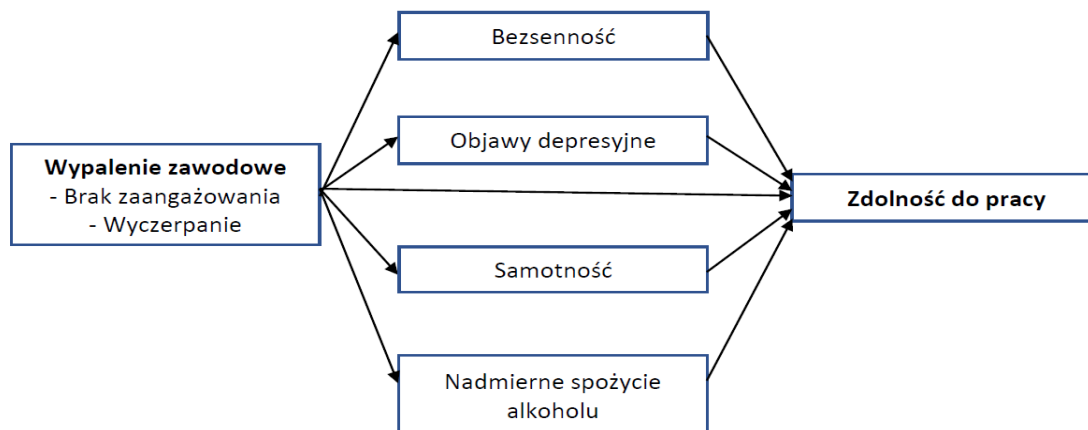 Bezsenność
Objawy depresyjne
Wypalenie zawodowe
- Brak zaangażowania
- Wyczerpanie
Zdolność do pracy
Samotność
Nadmierne spożycie
alkoholu